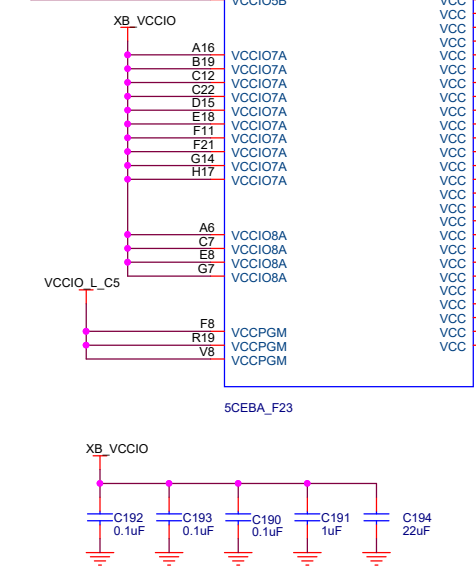 VCCIO5B VCC
XB_VCCIO VCC
VCC
A16 VCCIO7A VCC
B19 VCCIO7A VCC
C12 VCCIO7A VCC
C22 VCCIO7A VCC
D15 VCCIO7A VCC
E18 VCCIO7A VCC
F11 VCCIO7A VCC
F21 VCCIO7A VCC
G14 VCCIO7A VCC
H17 VCCIO7A VCC
VCC
VCC
VCC
A6 VCCIO8A VCC
C7 VCCIO8A VCC
E8 VCCIO8A VCC
G7 VCCIO8A VCC
VCCIO_L_C5 VCC
VCC
VCC
F8 VCCPGM VCC
R19 VCCPGM VCC
V8 VCCPGM
5CEBA_F23
XB_VCCIO
C192 C193 C190 C191 C194
0.1uF 0.1uF 0.1uF 1uF 22uF